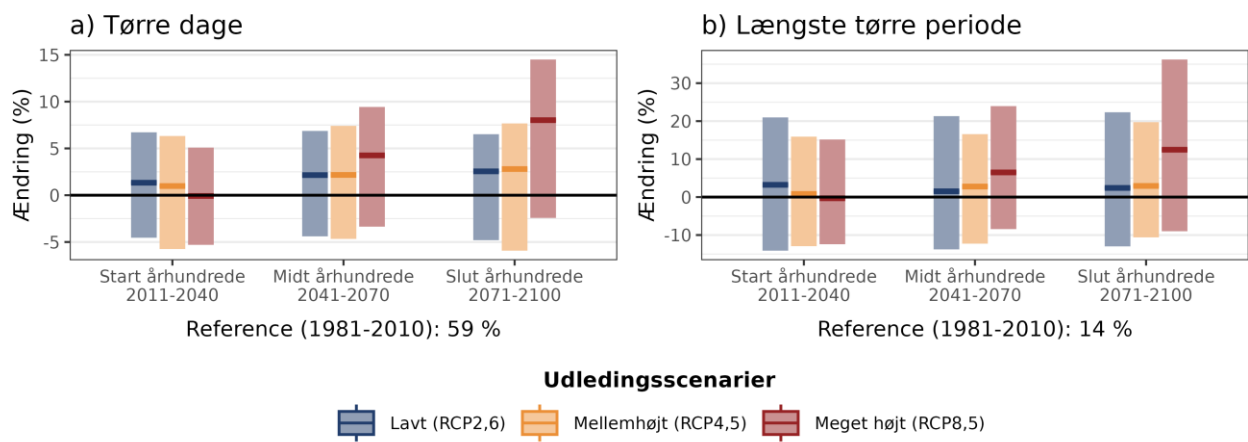 a) Tørre dage
Ændring (%)
15
10
5
0
-5
Start århundrede
2011-2040
Midt århundrede
2041-2070
Slut århundrede
2071-2100
Reference (1981-2010): 59 %
b) Længste tørre periode
Ændring (%)
30
20
10
0
-10
Start århundrede
2011-2040
Midt århundrede
2041-2070
Slut århundrede
2071-2100
Reference (1981-2010): 14 %
Udledingsscenarier
Lavt (RCP2,6)
Mellemhøjt (RCP4,5)
Meget højt (RCP8,5)